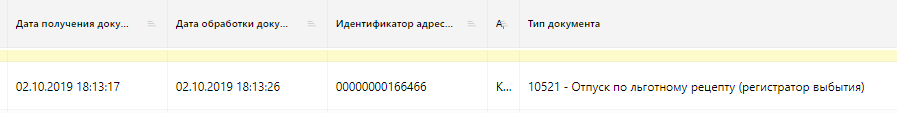 Дата получения доку... Дата обработки доку... Идентификатор адрес... А, Тип документа
02.10.2019 18:13:17 02.10.2019 18:13:26 00000000166466 К... 10521 - Отпуск по льготному рецепту (регистратор выбытия)